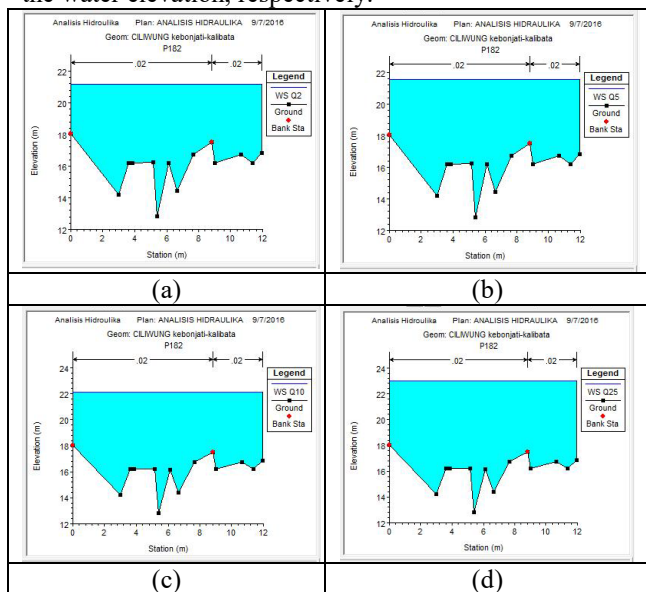 the water elevation, respectively.
Analisis Hidroulika Plan: ANALISIS HIDRAULIKA 9/7/2016
Geom: CILIWUNG kebonjati-kalibata
P182
.02 .02
Legend
WS Q2
Ground
Bank Sta
Elevation (m)
22
20
18
16
14
12
0 2 4 6 8 10 12
Station (m)
(a)
Analisis Hidroulika Plan: ANALISIS HIDRAULIKA 9/7/2016
Geom: CILIWUNG kebonjati-kalibata
P182
.02 .02
Legend
WS Q5
Ground
Bank Sta
Elevation (m)
22
20
18
16
14
12
0 2 4 6 8 10 12
Station (m)
(b)
Analisis Hidroulika Plan: ANALISIS HIDRAULIKA 9/7/2016
Geom: CILIWUNG kebonjati-kalibata
P182
.02 .02
Legend
WS Q10
Ground
Bank Sta
Elevation (m)
24
22
20
18
16
14
12
0 2 4 6 8 10 12
Station (m)
(c)
Analisis Hidroulika Plan: ANALISIS HIDRAULIKA 9/7/2016
Geom: CILIWUNG kebonjati-kalibata
P182
.02 .02
Legend
WS Q25
Ground
Bank Sta
Elevation (m)
24
22
20
18
16
14
12
0 2 4 6 8 10 12
Station (m)
(d)